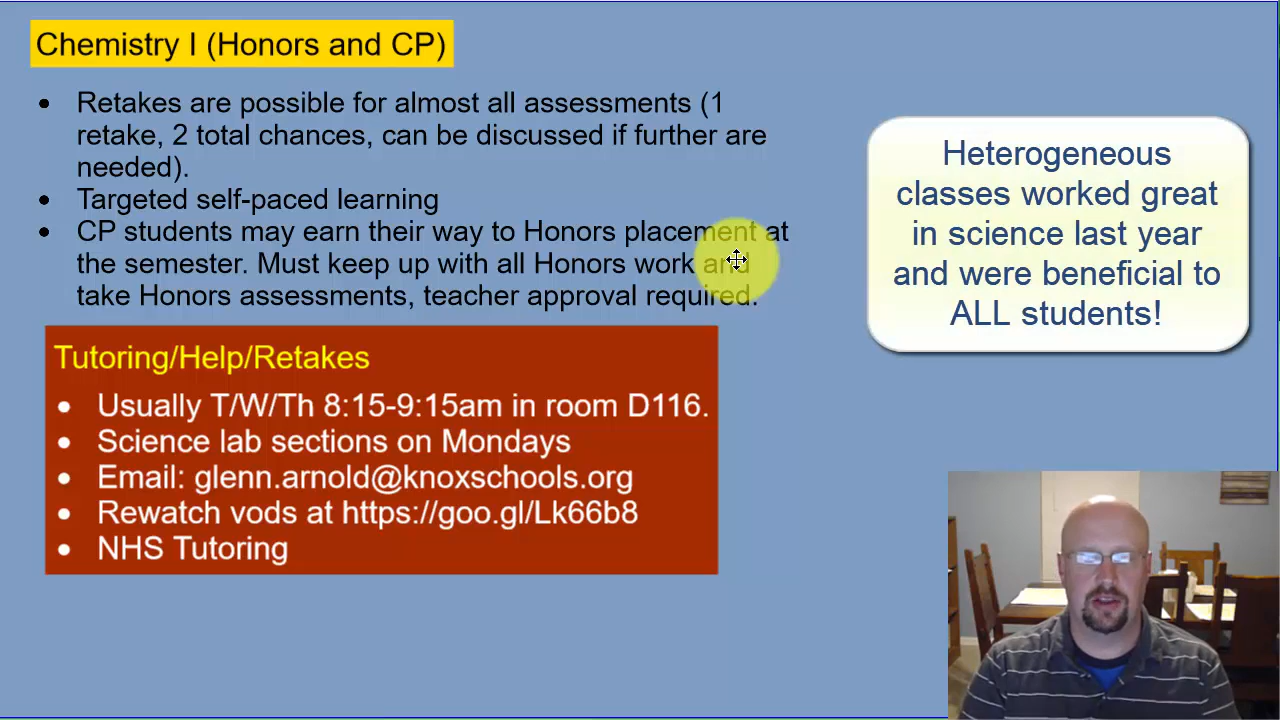 Chemistry I (Honors and CP)
• Retakes are possible for almost all assessments (1
retake, 2 total chances, can be discussed if further are
needed).
• Targeted self-paced learning
• CP students may earn their way to Honors placement at
the semester. Must keep up with all Honors work and
take Honors assessments, teacher approval required.
Heterogeneous
classes worked great
in science last year
and were beneficial to
ALL students!
Tutoring/Help/Retakes
• Usually T/W/Th 8:15-9:15am in room D116.
• Science lab sections on Mondays
• Email: glenn.arnold@knoxschools.org
• Rewatch vods at https://goo.gl/Lk66b8
• NHS Tutoring